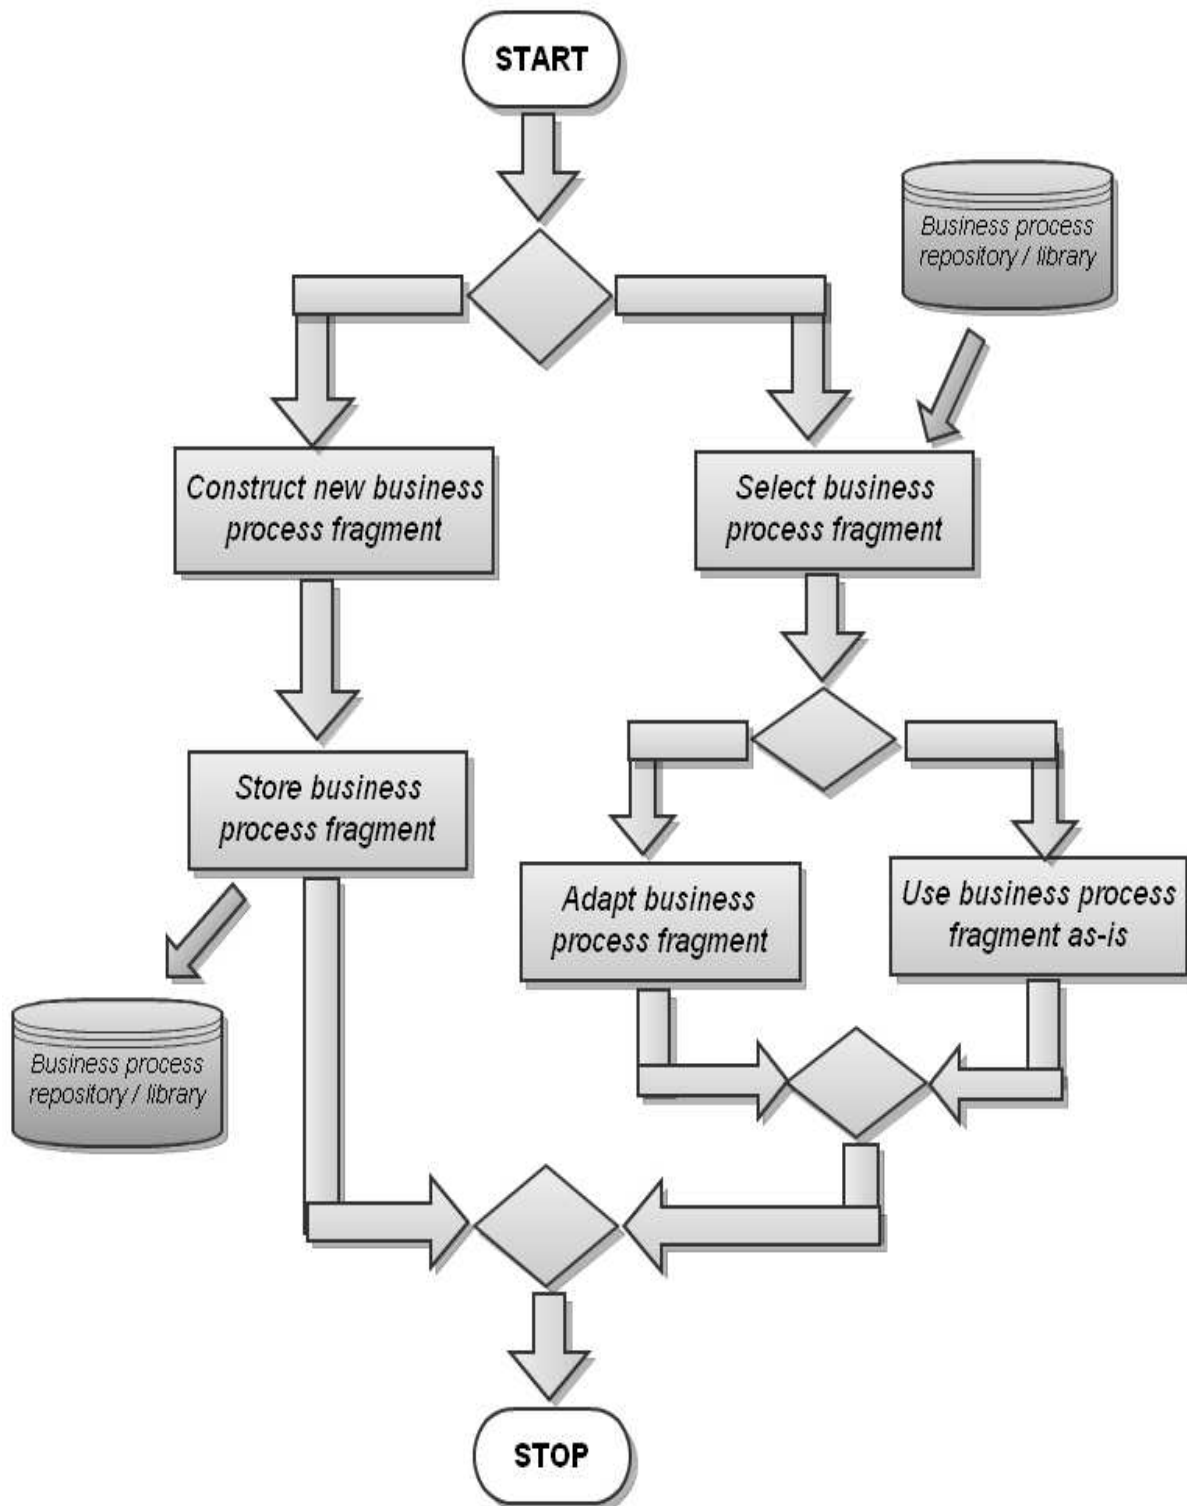 START
Business process
repository / library
Construct new business
process fragment
Select business
process fragment
Store business
process fragment
Adapt business
process fragment
Use business process
fragment as-is
Business process
repository / library
STOP